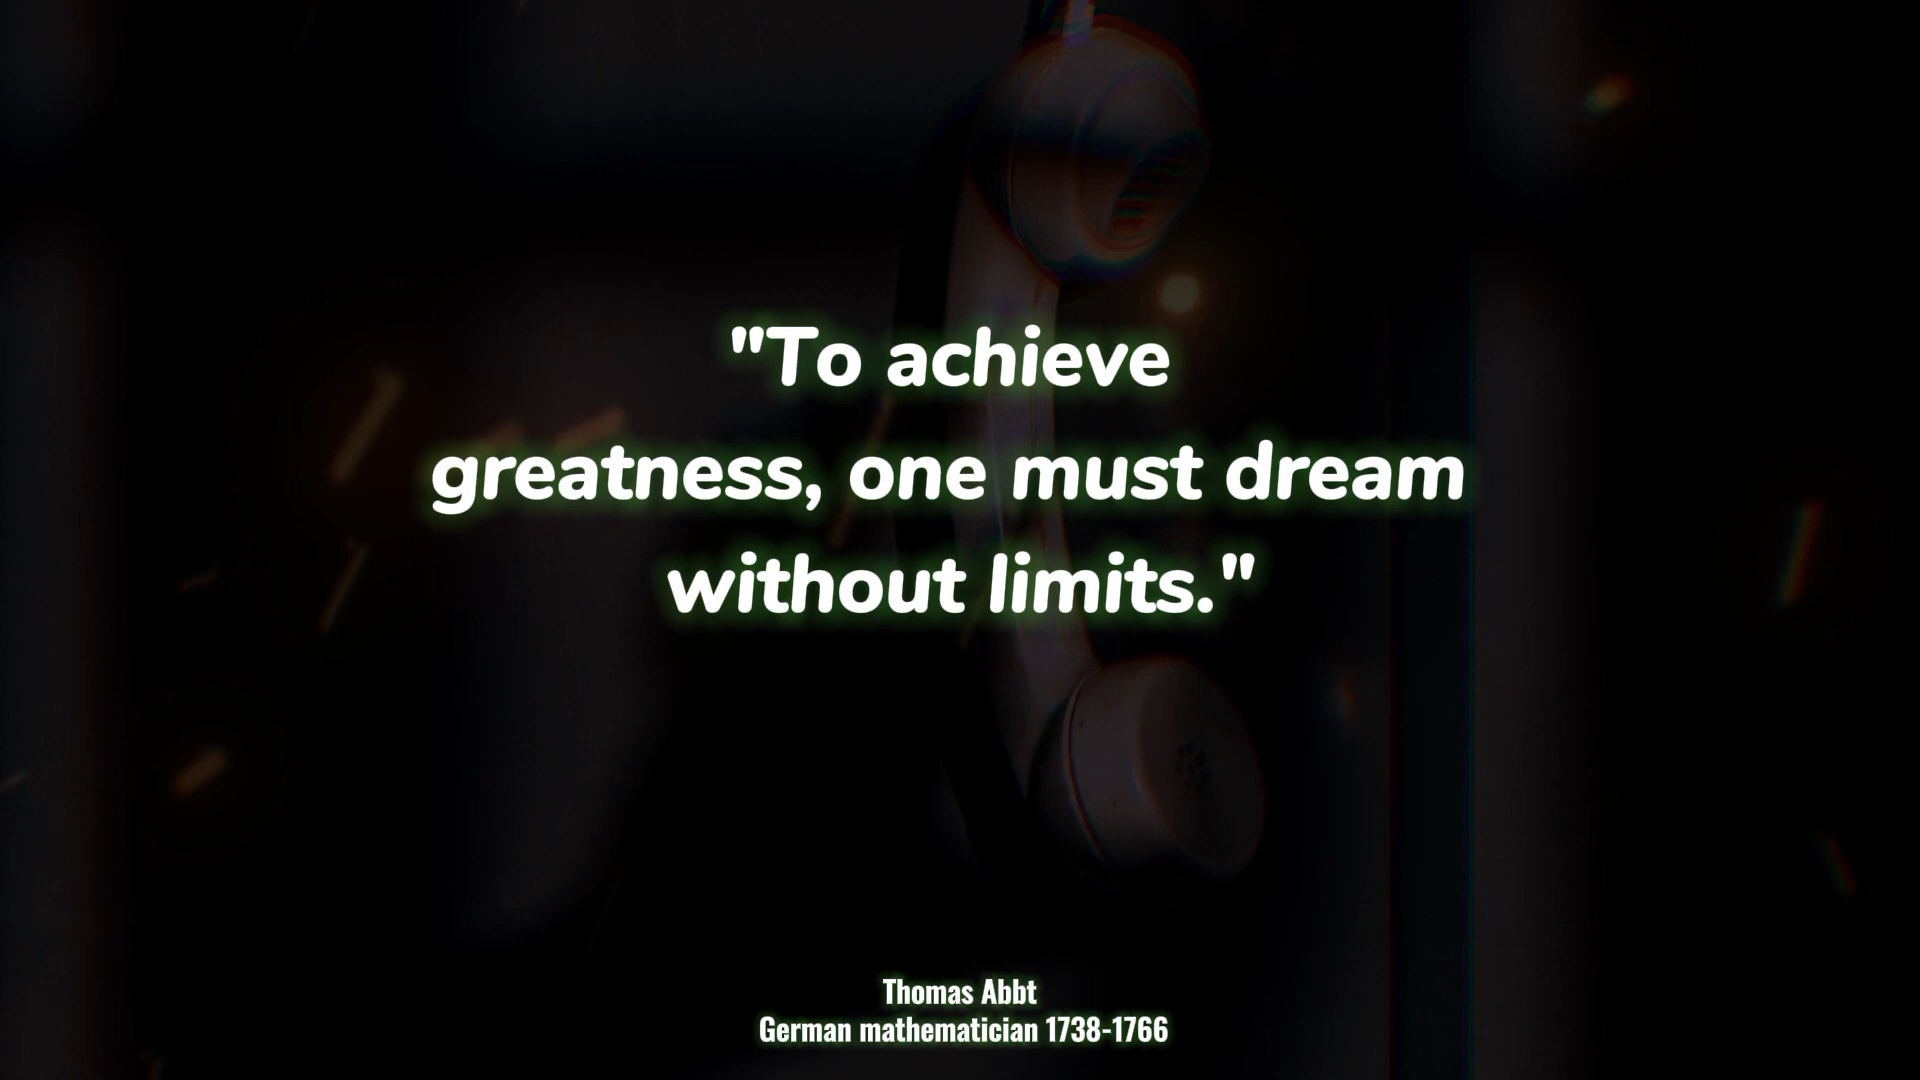 "To achieve
greatness, one must dream
without limits."
Thomas Abbt
German mathematician 1738-1766